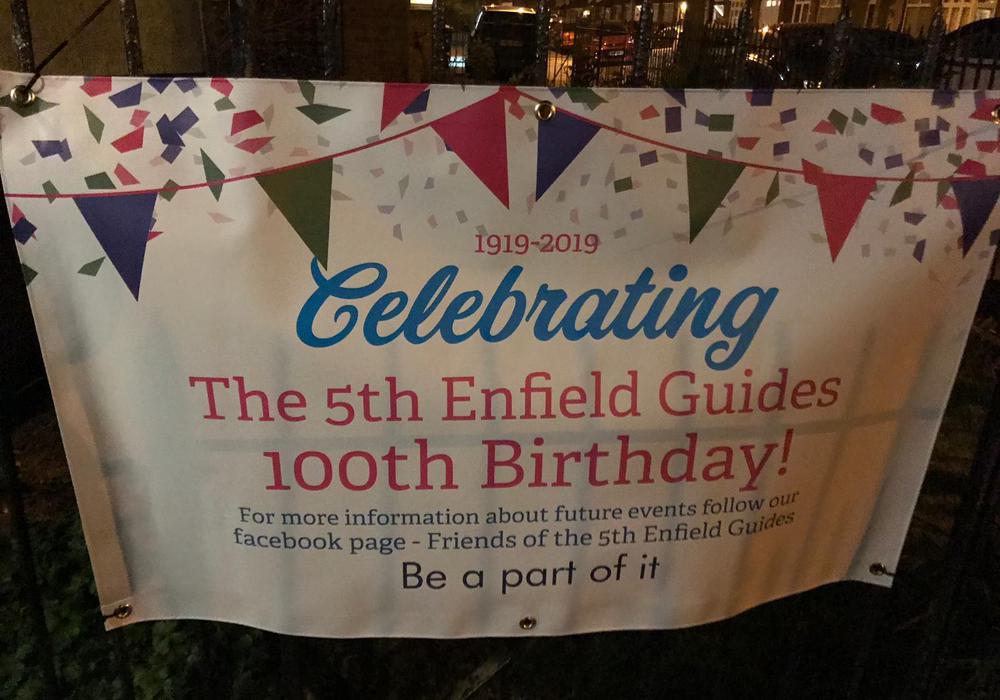 1919-2019
Celebrating
The 5th Enfield Guides
100th Birthday!
For more information about future events follow our
facebook page - Friends of the 5th Enfield Guides
Be a part of it